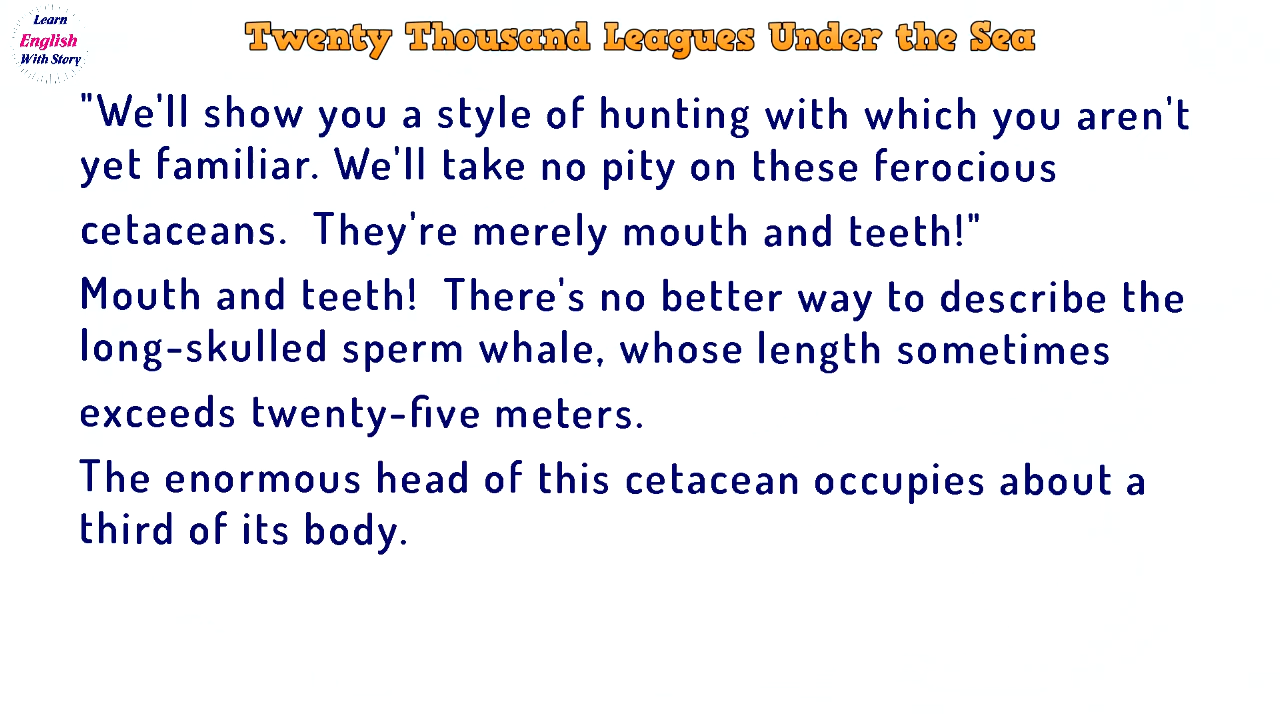 Learn
English
With Story
Twenty Thousand Leagues Under the Sea
"We'll show you a style of hunting with which you aren't
yet familiar. We'll take no pity on these ferocious
cetaceans.  They're merely mouth and teeth!"
Mouth and teeth!  There's no better way to describe the
long-skulled sperm whale, whose length sometimes
exceeds twenty-five meters.
The enormous head of this cetacean occupies about a
third of its body.